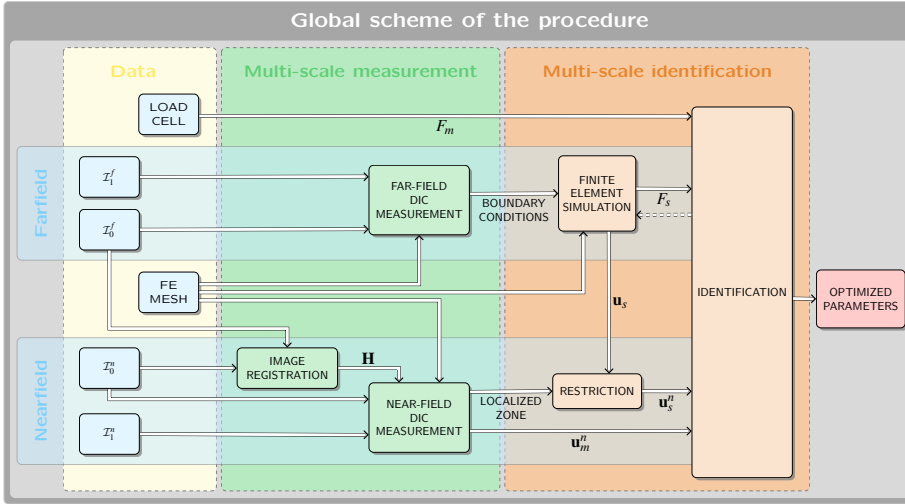 Global scheme of the procedure
Data
Multi-scale measurement
Multi-scale identification
LOAD
CELL
F_m
Farfield
I_1^f
I_0^f
FAR-FIELD
DIC
MEASUREMENT
BOUNDARY
CONDITIONS
FINITE
ELEMENT
SIMULATION
F_s
FE
MESH
u_s
IDENTIFICATION
OPTIMIZED
PARAMETERS
Nearfield
I_0^n
I_1^n
IMAGE
REGISTRATION
H
NEAR-FIELD
DIC
MEASUREMENT
LOCALIZED
ZONE
RESTRICTION
u_s^n
u_m^n